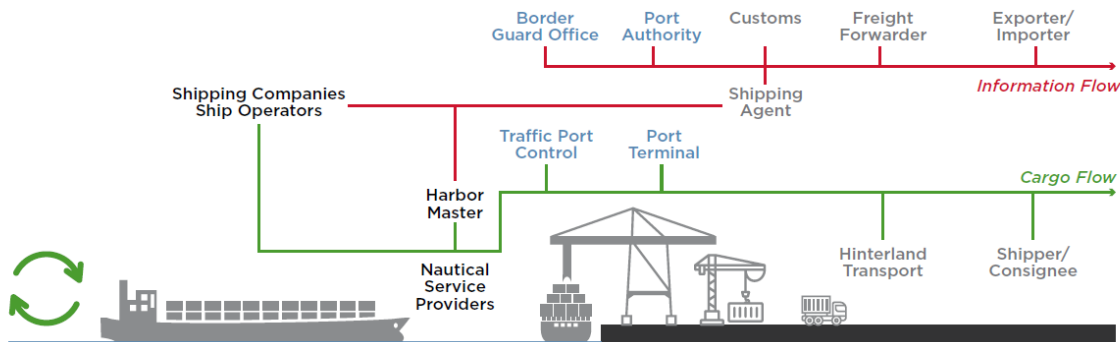 Border
Guard Office
Port
Authority
Customs
Freight
Forwarder
Exporter/
Importer
Information Flow
Shipping Companies
Ship Operators
Shipping
Agent
Traffic Port
Control
Port
Terminal
Cargo Flow
Harbor
Master
Hinterland
Transport
Shipper/
Consignee
Nautical
Service
Providers